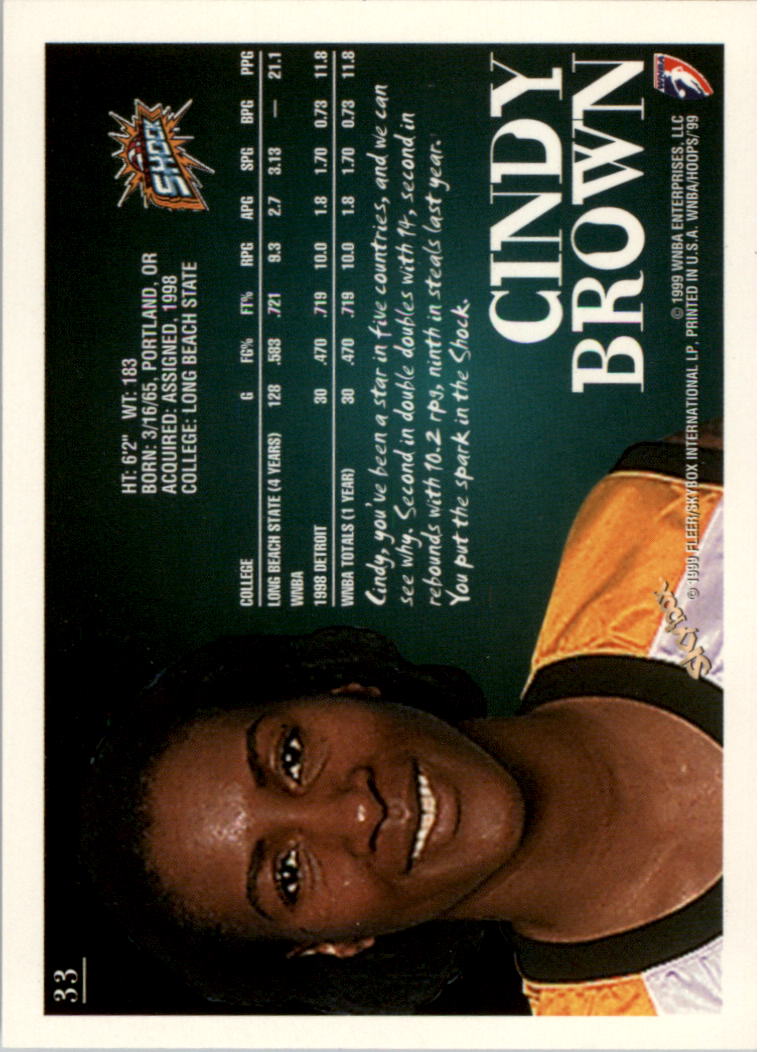 33
HT: 6'2" WT: 183
BORN: 3/16/65, PORTLAND, OR
ACQUIRED: ASSIGNED, 1998
COLLEGE: LONG BEACH STATE
SHOCK
COLLEGE G FG% FT% RPG APG SPG BPG PPG
LONG BEACH STATE (4 YEARS) 128 .583 .721 9.3 2.7 3.13 — 21.1
WNBA
1998 DETROIT 30 .470 .719 10.0 1.8 1.70 0.73 11.8
WNBA TOTALS (1 YEAR) 30 .470 .719 10.0 1.8 1.70 0.73 11.8
Cindy, you've been a star in five countries, and we can
see why. Second in double doubles with 14, second in
rebounds with 10.2 rpg, ninth in steals last year.
You put the spark in the Shock.
CINDY
BROWN
WNBA
SkyBox
© 1999 WNBA ENTERPRISES, LLC
© 1999 FLEER/SKYBOX INTERNATIONAL LP, PRINTED IN U.S.A. WNBA/HOOPS/'99